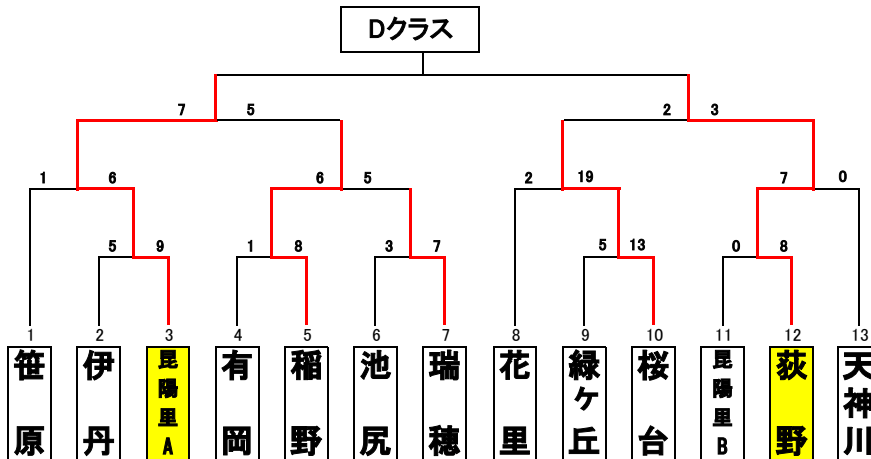 Dクラス
7 5 2 3
1 6 6 5 2 19 7 0
5 9 1 8 3 7 5 13 0 8
1 2 3 4 5 6 7 8 9 10 11 12 13
笹原
伊丹
昆陽里A
有岡
稲野
池尻
瑞穂
花里
緑ケ丘
桜台
昆陽里B
荻野
天神川